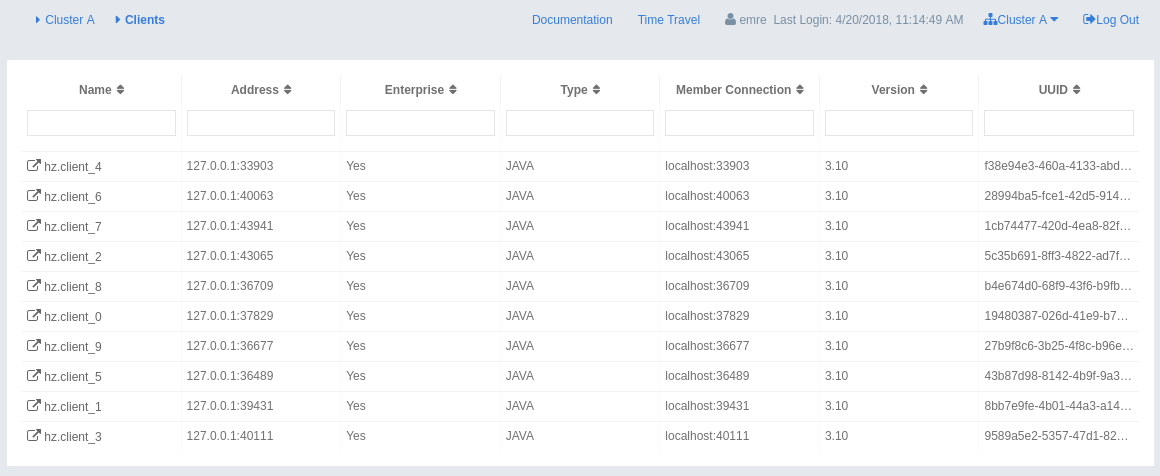 Cluster A Clients Documentation Time Travel emre Last Login: 4/20/2018, 11:14:49 AM Cluster A Log Out
Name Address Enterprise Type Member Connection Version UUID
hz.client_4 127.0.0.1:33903 Yes JAVA localhost:33903 3.10 f38e94e3-460a-4133-abd…
hz.client_6 127.0.0.1:40063 Yes JAVA localhost:40063 3.10 28994ba5-fce1-42d5-914…
hz.client_7 127.0.0.1:43941 Yes JAVA localhost:43941 3.10 1cb74477-420d-4ea8-82f…
hz.client_2 127.0.0.1:43065 Yes JAVA localhost:43065 3.10 5c35b691-8ff3-4822-ad7f…
hz.client_8 127.0.0.1:36709 Yes JAVA localhost:36709 3.10 b4e674d0-68f9-43f6-b9fb…
hz.client_0 127.0.0.1:37829 Yes JAVA localhost:37829 3.10 19480387-026d-41e9-b7…
hz.client_9 127.0.0.1:36677 Yes JAVA localhost:36677 3.10 27b9f8c6-3b25-4f8c-b96e…
hz.client_5 127.0.0.1:36489 Yes JAVA localhost:36489 3.10 43b87d98-8142-4b9f-9a3…
hz.client_1 127.0.0.1:39431 Yes JAVA localhost:39431 3.10 8bb7e9fe-4b01-44a3-a14…
hz.client_3 127.0.0.1:40111 Yes JAVA localhost:40111 3.10 9589a5e2-5357-47d1-82…